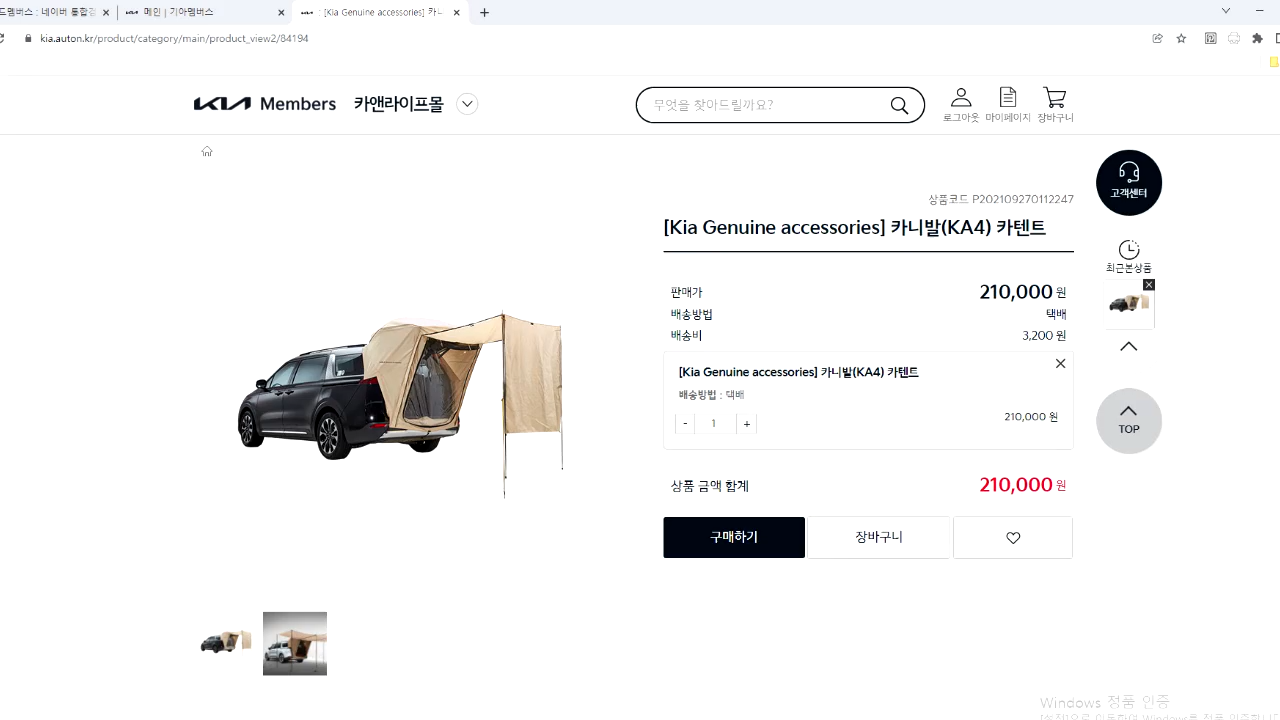 드멤버스 : 네이버 통합검
메인 | 기아멤버스
: [Kia Genuine accessories] 카니
kia.auton.kr/product/category/main/product_view2/84194
KIA Members 카앤라이프몰
무엇을 찾아드릴까요?
로그아웃 마이페이지 장바구니
고객센터
상품코드 P202109270112247
[Kia Genuine accessories] 카니발(KA4) 카텐트
최근본상품
판매가 210,000 원
배송방법 택배
배송비 3,200 원
[Kia Genuine accessories] 카니발(KA4) 카텐트
배송방법 : 택배
- 1 + 210,000 원
TOP
상품 금액 합계 210,000 원
구매하기 장바구니
Windows 정품 인증